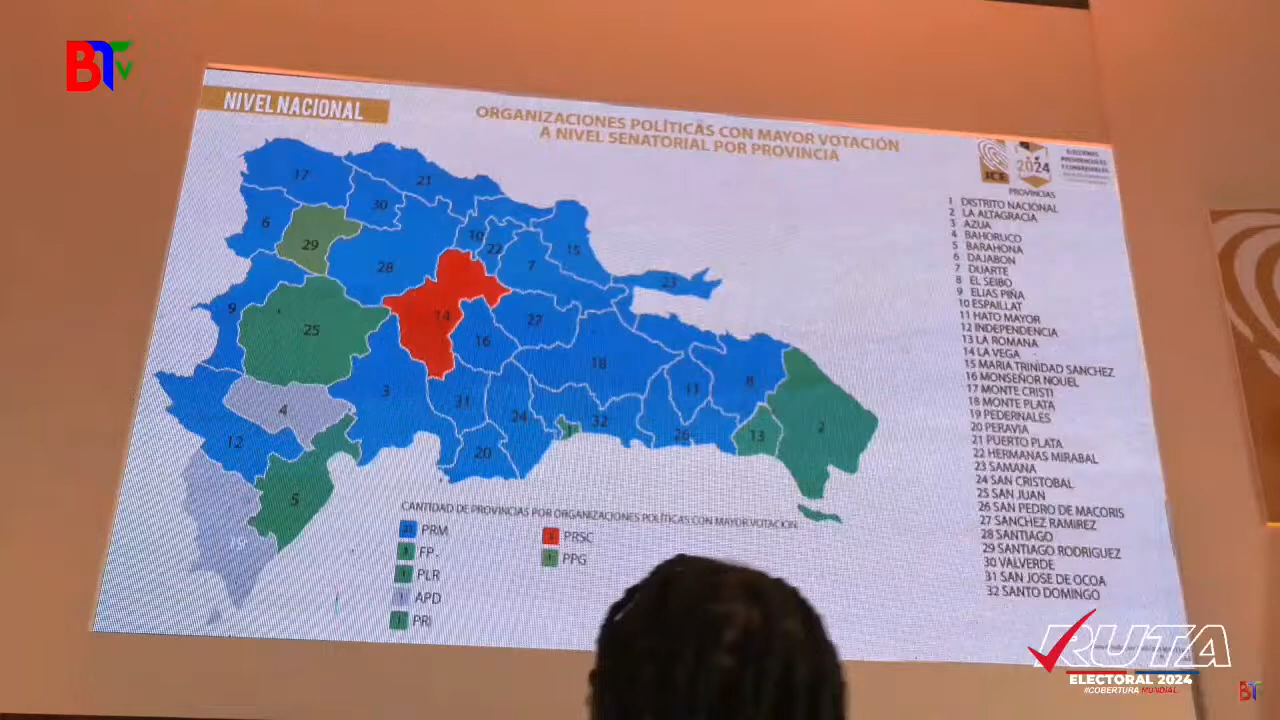 BTV
NIVEL NACIONAL
ORGANIZACIONES POLÍTICAS CON MAYOR VOTACIÓN
A NIVEL SENATORIAL POR PROVINCIA
JCE
2024
ELECCIONES
PROVINCIAS
1 DISTRITO NACIONAL
2 LA ALTAGRACIA
3 AZUA
4 BAHORUCO
5 BARAHONA
6 DAJABON
7 DUARTE
8 EL SEIBO
9 ELIAS PIÑA
10 ESPAILLAT
11 HATO MAYOR
12 INDEPENDENCIA
13 LA ROMANA
14 LA VEGA
15 MARIA TRINIDAD SANCHEZ
16 MONSEÑOR NOUEL
17 MONTE CRISTI
18 MONTE PLATA
19 PEDERNALES
20 PERAVIA
21 PUERTO PLATA
22 HERMANAS MIRABAL
23 SAMANA
24 SAN CRISTOBAL
25 SAN JUAN
26 SAN PEDRO DE MACORIS
27 SANCHEZ RAMIREZ
28 SANTIAGO
29 SANTIAGO RODRIGUEZ
30 VALVERDE
31 SAN JOSE DE OCOA
32 SANTO DOMINGO
17
21
30
6
29
10
22
15
7
28
23
9
14
25
27
16
18
3
8
11
4
31
24
32
2
12
26
13
20
5
CANTIDAD DE PROVINCIAS POR ORGANIZACIONES POLITICAS CON MAYOR VOTACION
PRM
FP
PLR
APD
PRI
PRSC
PPG
RUTA
ELECTORAL 2024
#COBERTURA MUNDIAL
BTV